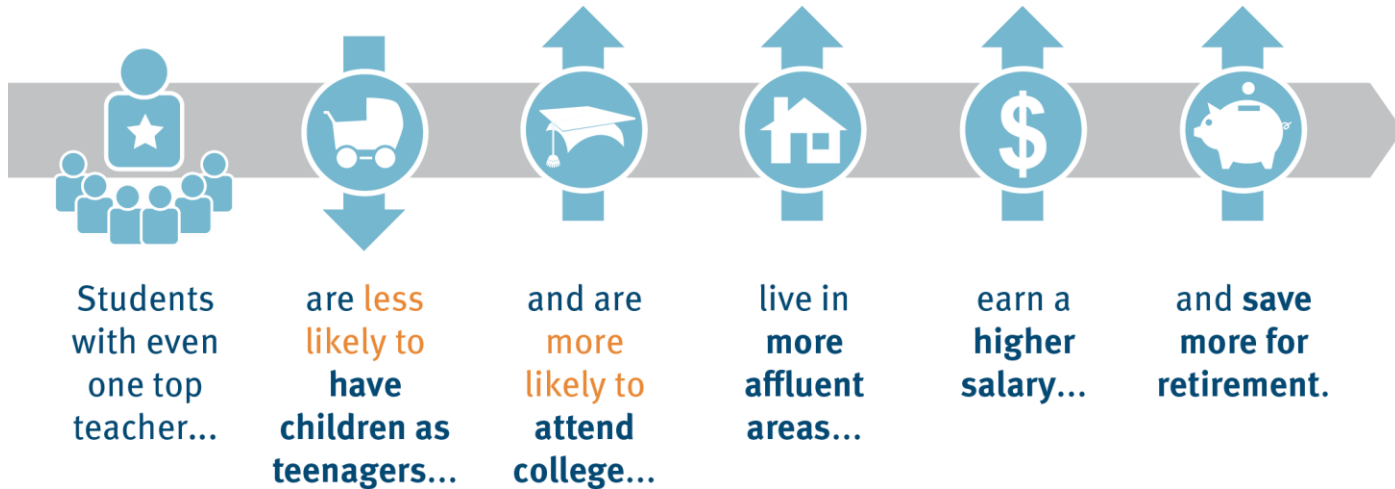 Students
with even
one top
teacher...
are less
likely to
have
children as
teenagers...
and are
more
likely to
attend
college...
live in
more
affluent
areas...
earn a
higher
salary...
and save
more for
retirement.